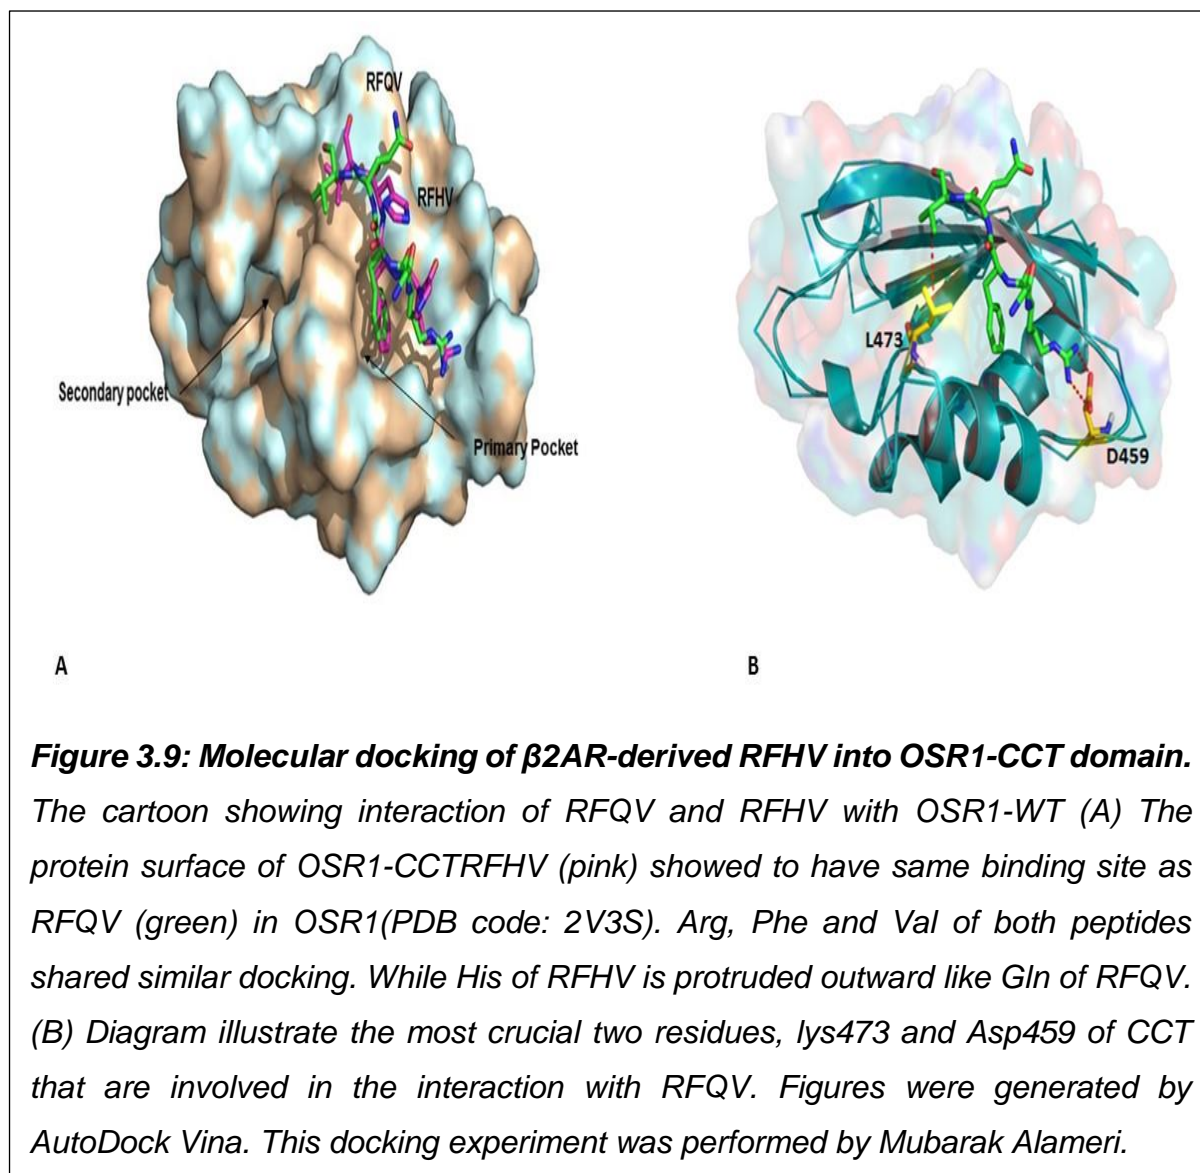 RFQV
RFHV
Secondary pocket
Primary Pocket
L473
D459
A
B
Figure 3.9: Molecular docking of β2AR-derived RFHV into OSR1-CCT domain.
The cartoon showing interaction of RFQV and RFHV with OSR1-WT (A) The
protein surface of OSR1-CCTRFHV (pink) showed to have same binding site as
RFQV (green) in OSR1(PDB code: 2V3S). Arg, Phe and Val of both peptides
shared similar docking. While His of RFHV is protruded outward like Gln of RFQV.
(B) Diagram illustrate the most crucial two residues, lys473 and Asp459 of CCT
that are involved in the interaction with RFQV. Figures were generated by
AutoDock Vina. This docking experiment was performed by Mubarak Alameri.